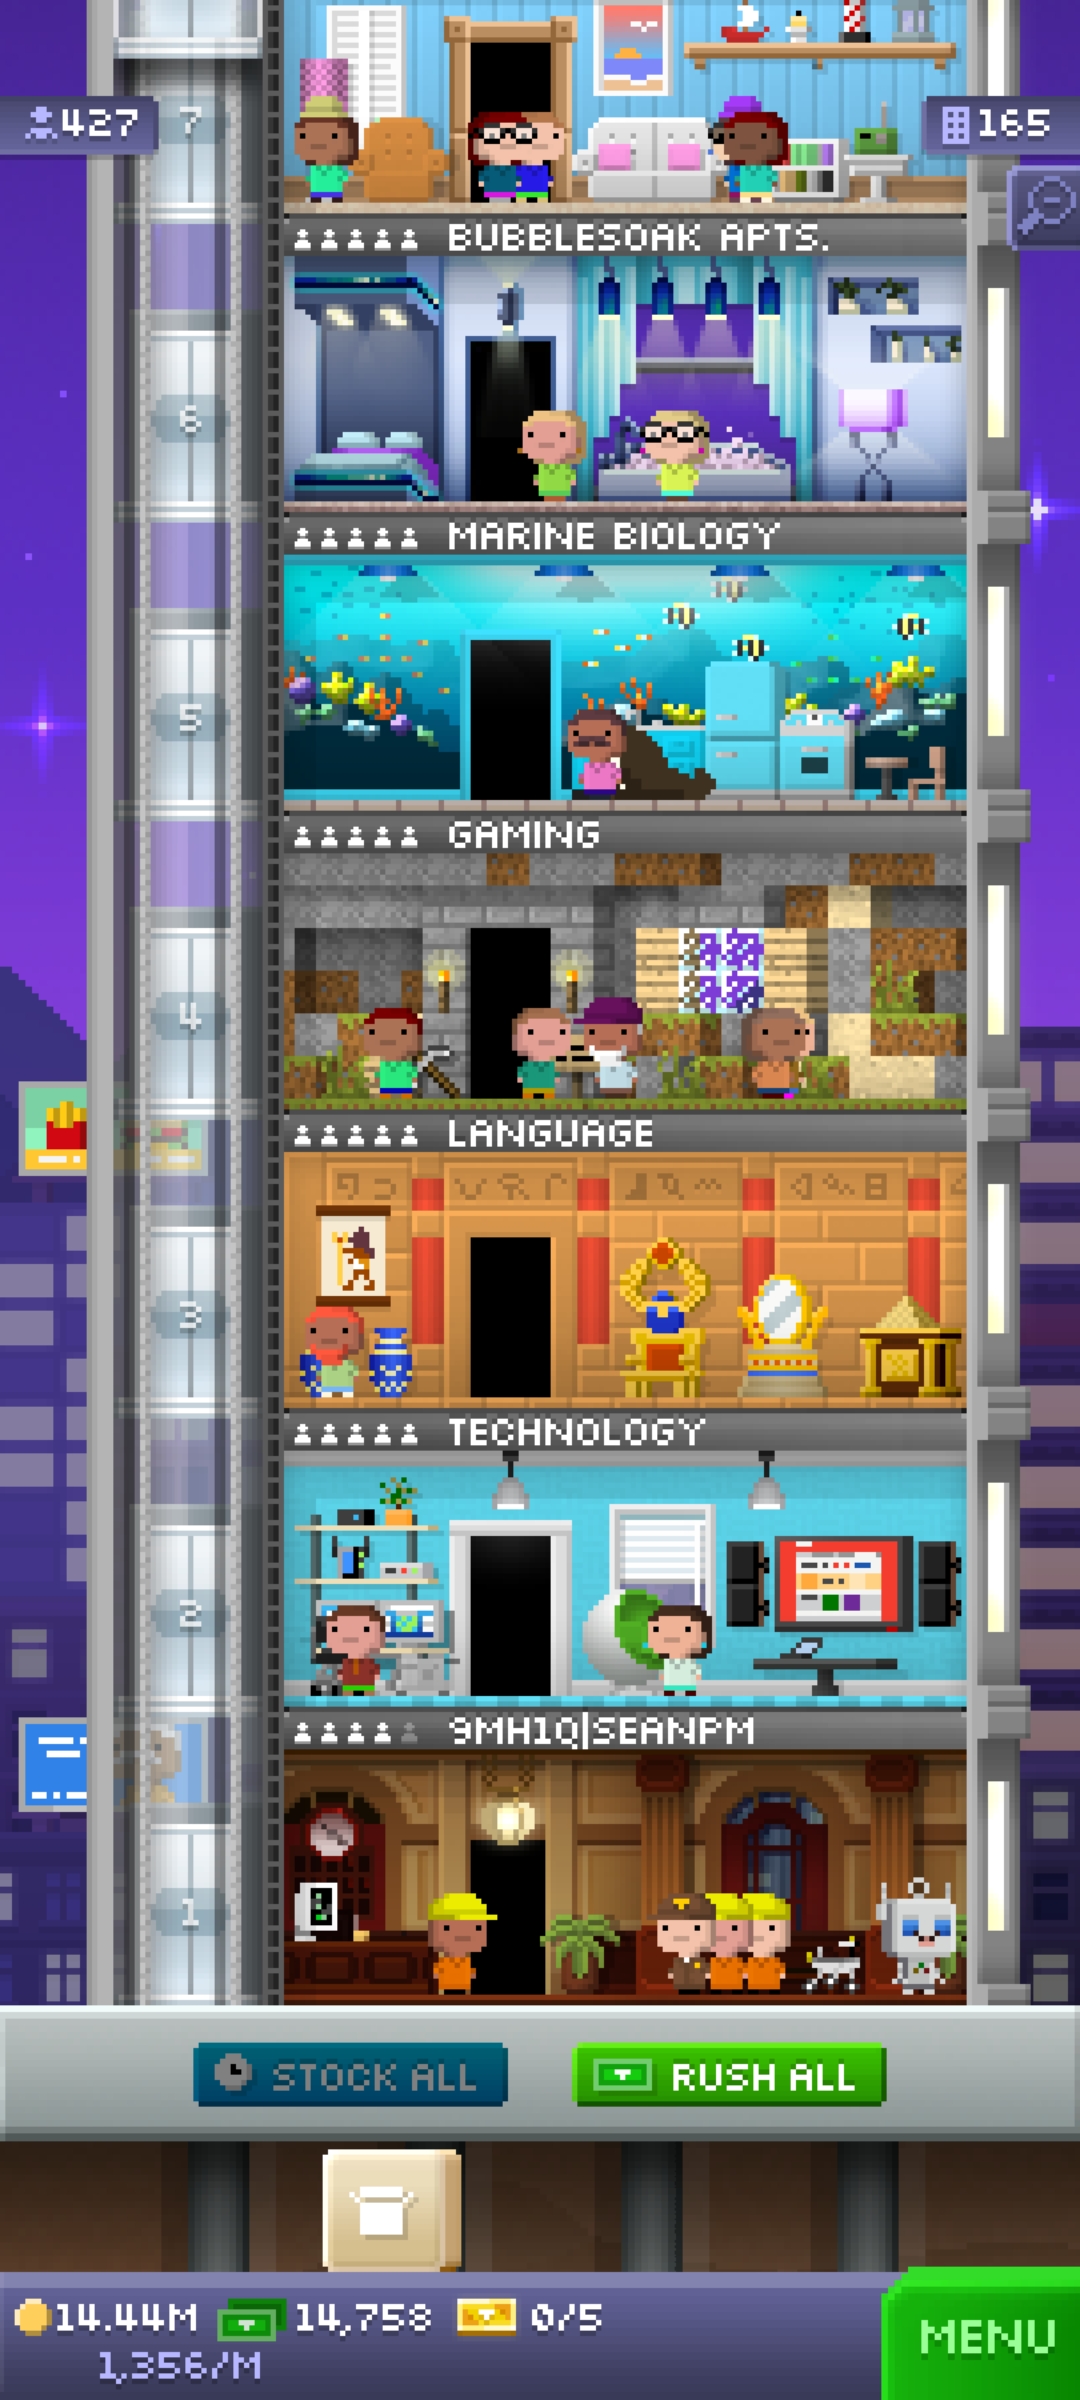 427
7
165
BUBBLESOAK APTS.
6
MARINE BIOLOGY
5
GAMING
4
LANGUAGE
3
TECHNOLOGY
2
9MH1Q|SEANPM
1
STOCK ALL
RUSH ALL
14.44M
14,758
0/5
1,356/M
MENU